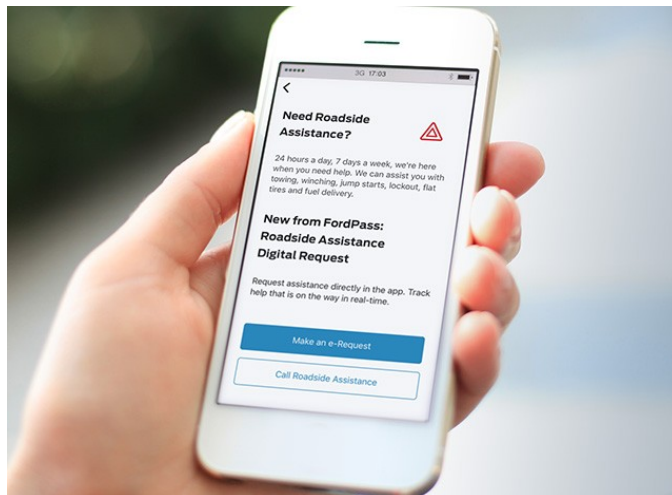 3G 17:03
Need Roadside
Assistance?
24 hours a day, 7 days a week, we're here
when you need help. We can assist you with
towing, winching, jump starts, lockout, flat
tires and fuel delivery.
New from FordPass:
Roadside Assistance
Digital Request
Request assistance directly in the app. Track
help that is on the way in real-time.
Make an e-Request
Call Roadside Assistance